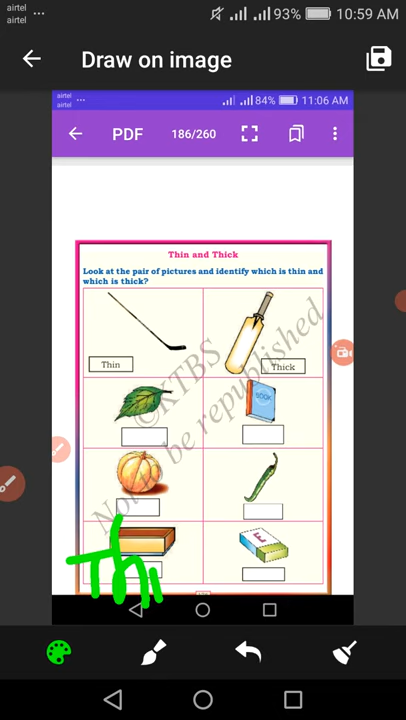 airtel
airtel ... 93% 10:59 AM
Draw on image
airtel
airtel ... 84% 11:06 AM
PDF 186/260
Thin and Thick
Look at the pair of pictures and identify which is thin and
which is thick?
Thin
Thick
BOOK
©KTBS
Not to be republished
Thi